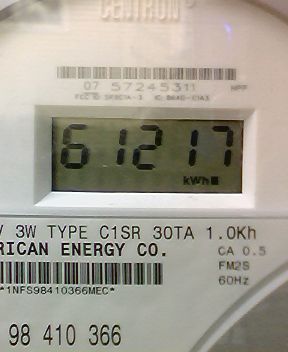 CENTRON
07 57245311
61217
kWh
V 3W TYPE C1SR 30TA 1.0Kh
RICAN ENERGY CO.
CA 0.5
FM2S
60Hz
*1NFS98410366MEC*
98 410 366